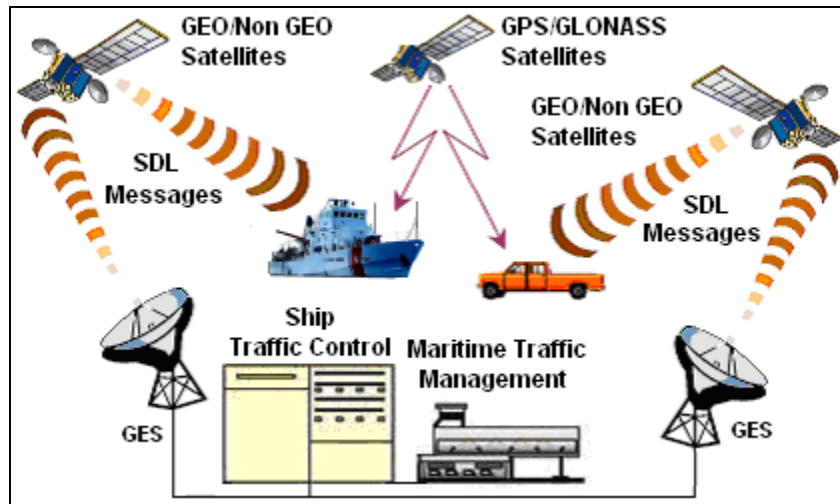 GEO/Non GEO
Satellites
GPS/GLONASS
Satellites
GEO/Non GEO
Satellites
SDL
Messages
SDL
Messages
Ship
Traffic Control
Maritime Traffic
Management
GES
GES